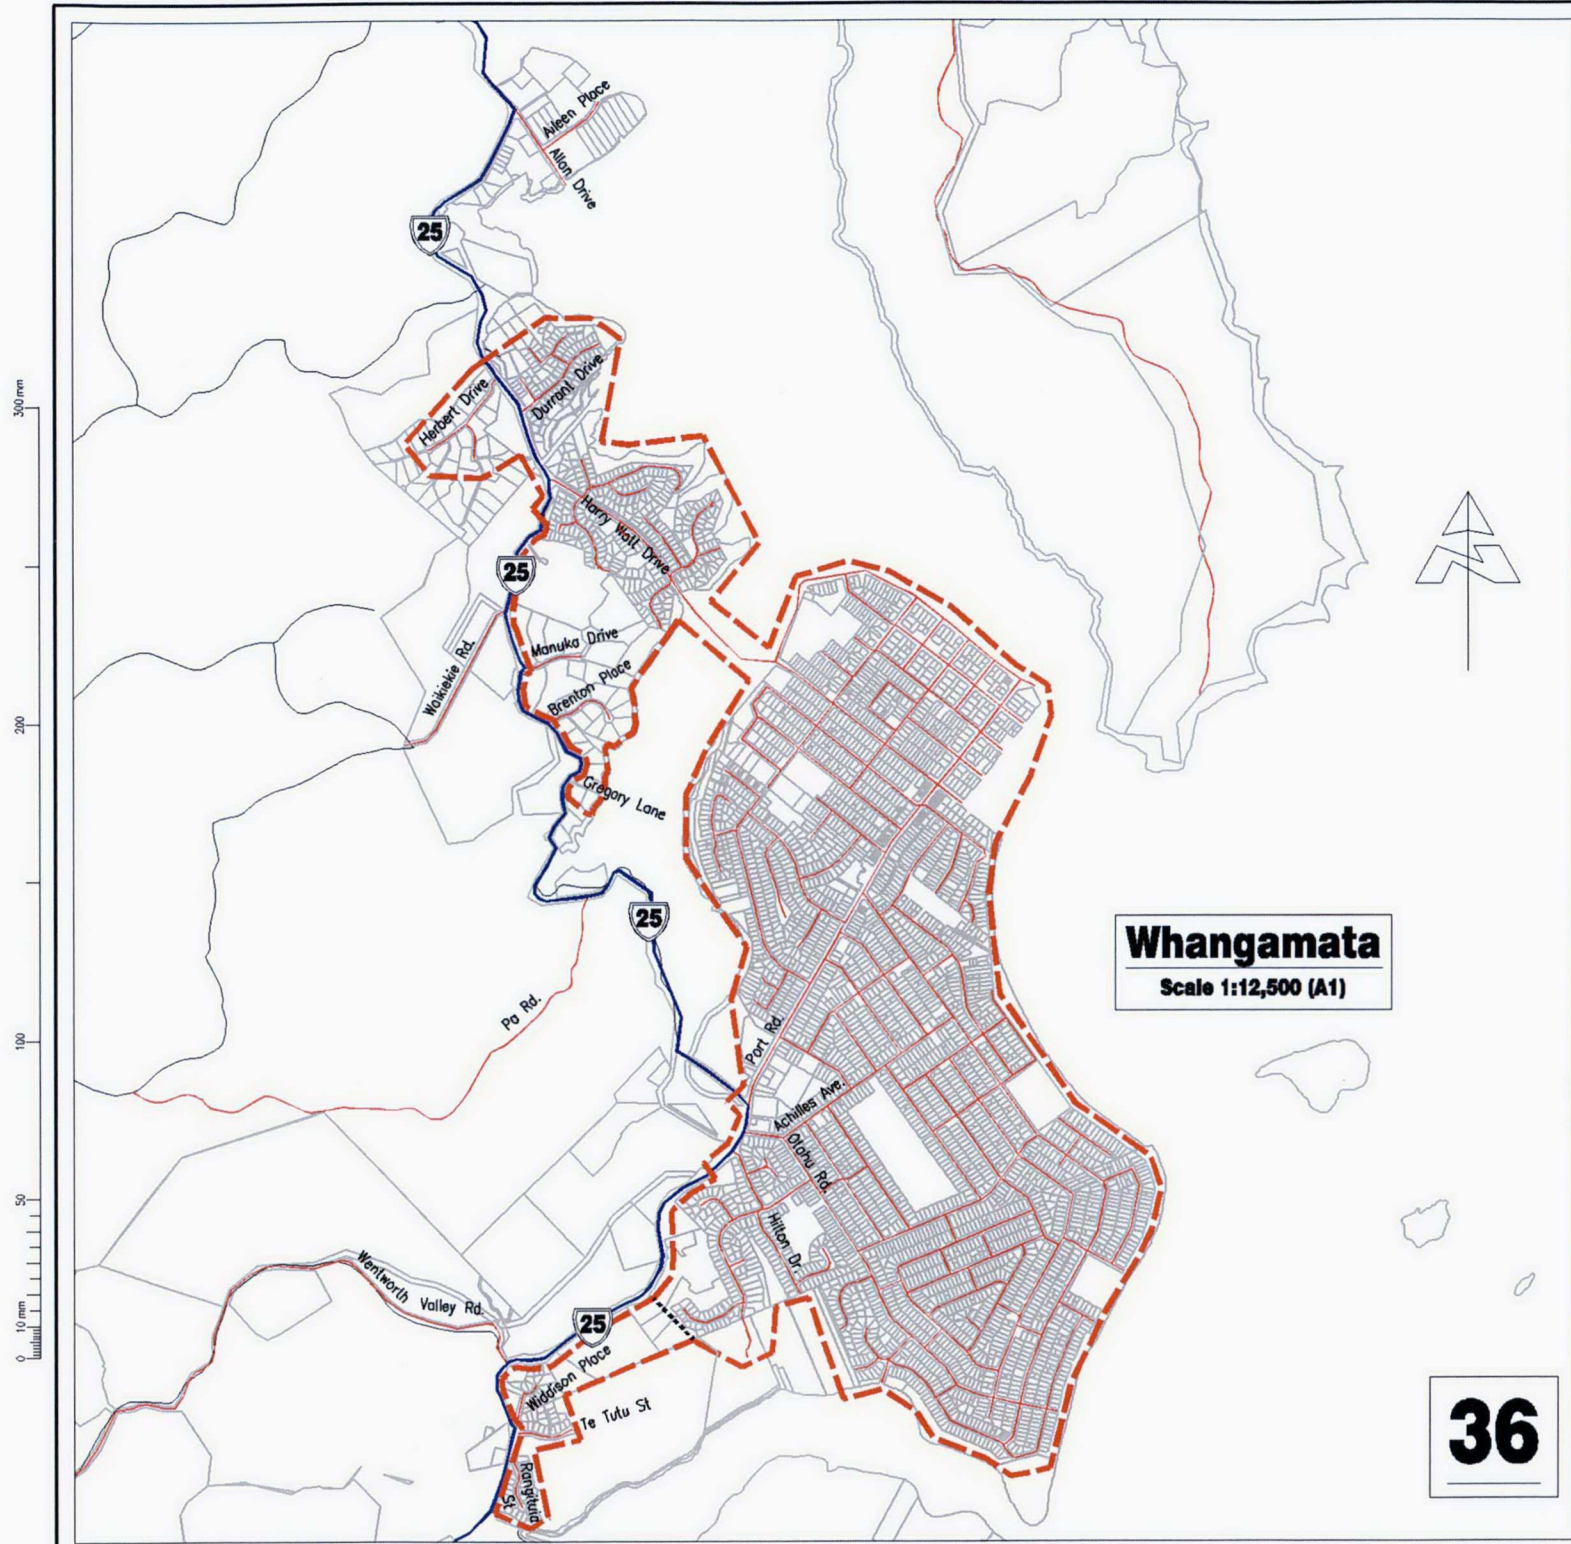 Aileen Place
Allan Drive
25
Durrant Drive
Herbert Drive
300 mm
Harry Watt Drive
25
Manuka Drive
Waikiekie Rd.
Brenton Place
200
Gregory Lane
25
Whangamata
Scale 1:12,500 (A1)
Pa Rd.
Port Rd.
100
Achilles Ave.
Otahu Rd.
50
Hilton Dr.
Wentworth Valley Rd.
10 mm
25
0
Widdison Place
Te Tutu St
36
Rangituia
St